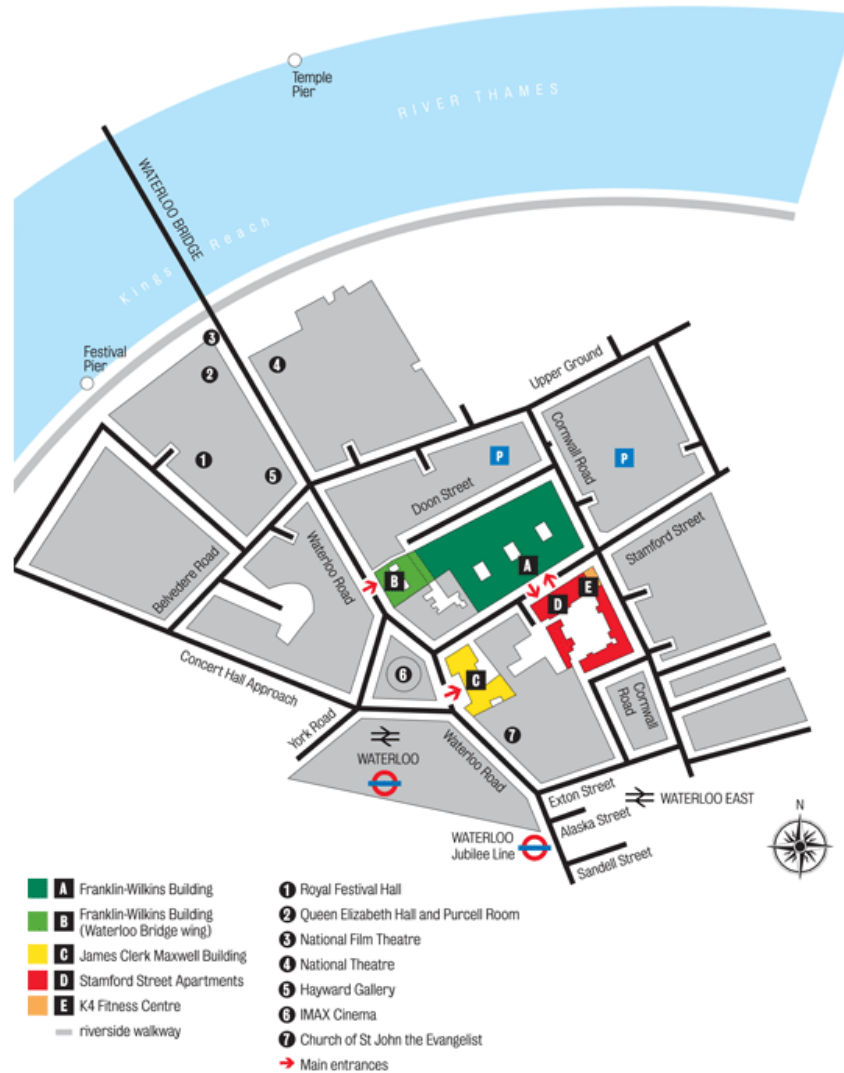 Temple
Pier
RIVER THAMES
WATERLOO BRIDGE
Kings Reach
Festival
Pier
3
2
4
1
5
Upper Ground
Cornwall Road
P
P
Doon Street
Stamford Street
Waterloo Road
Belvedere Road
A
B
E
D
Concert Hall Approach
6
C
Cornwall
Road
York Road
7
WATERLOO
Waterloo Road
Exton Street
WATERLOO EAST
Alaska Street
WATERLOO
Jubilee Line
Sandell Street
N
A Franklin-Wilkins Building
B Franklin-Wilkins Building
(Waterloo Bridge wing)
C James Clerk Maxwell Building
D Stamford Street Apartments
E K4 Fitness Centre
riverside walkway
1 Royal Festival Hall
2 Queen Elizabeth Hall and Purcell Room
3 National Film Theatre
4 National Theatre
5 Hayward Gallery
6 IMAX Cinema
7 Church of St John the Evangelist
Main entrances